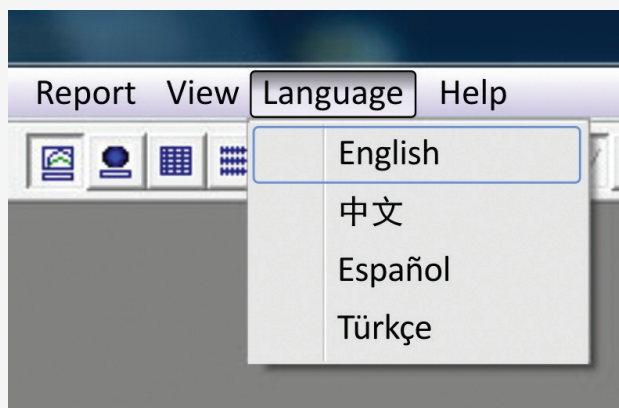 Report View Language Help
English
中文
Español
Türkçe